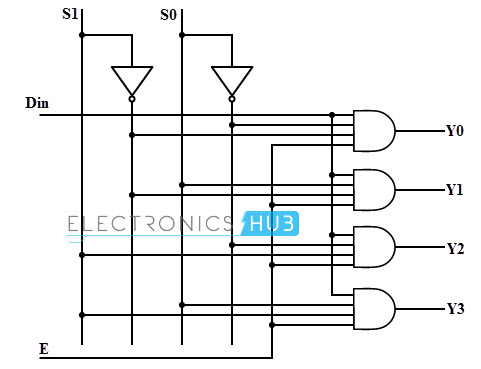 S1
S0
Din
Y0
Y1
ELECTRONICS HUB
Y2
Y3
E